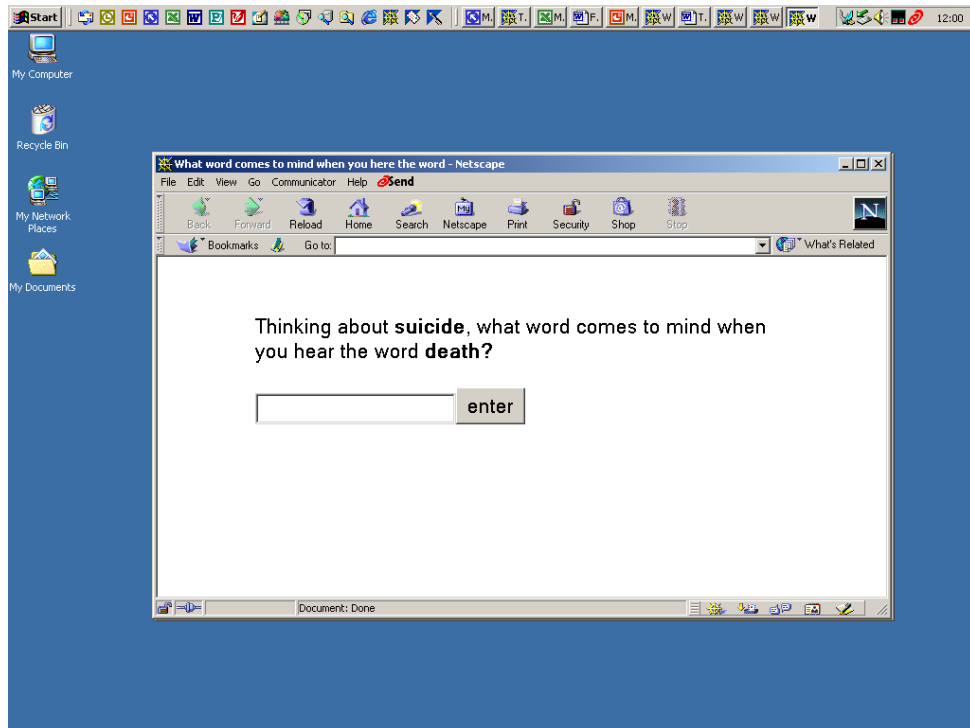 Start
M.
T.
M.
F.
M.
W
T.
W
W
W
12:00
My Computer
Recycle Bin
My Network
Places
My Documents
What word comes to mind when you here the word - Netscape
File Edit View Go Communicator Help Send
Back Forward Reload Home Search Netscape Print Security Shop Stop
N
Bookmarks Go to: What's Related
Thinking about suicide, what word comes to mind when
you hear the word death?
enter
Document: Done